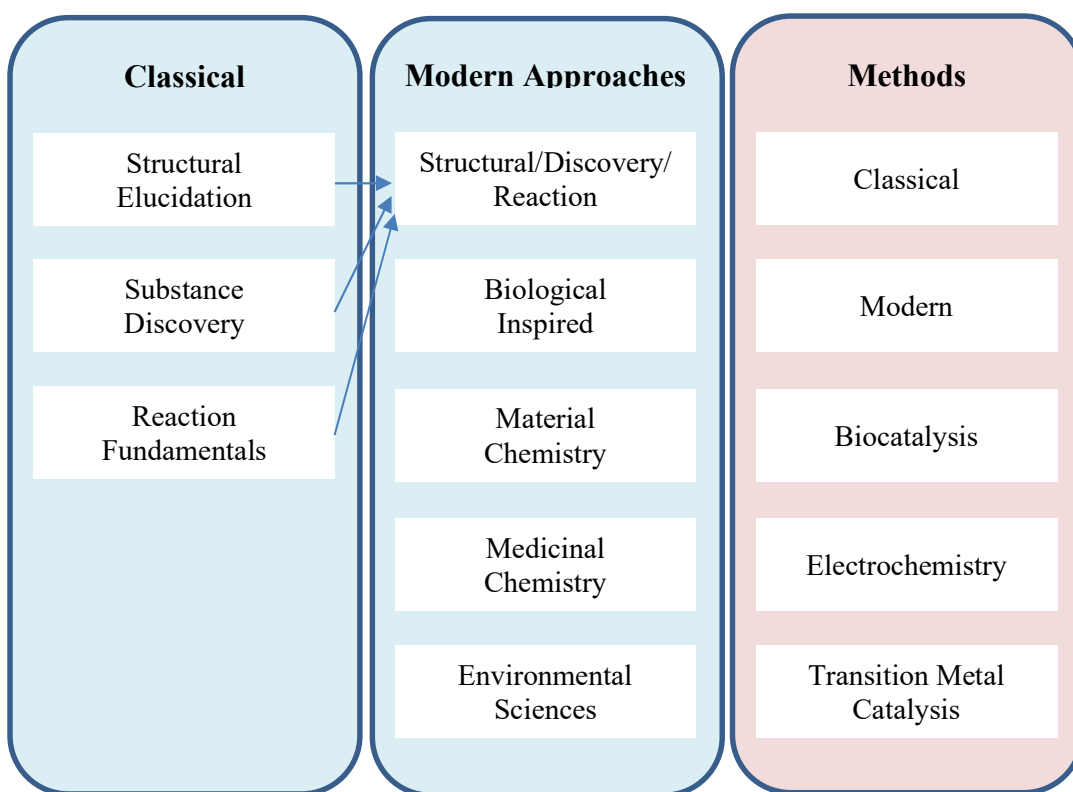 Classical
Structural
Elucidation
Substance
Discovery
Reaction
Fundamentals
Modern Approaches
Structural/Discovery/
Reaction
Biological
Inspired
Material
Chemistry
Medicinal
Chemistry
Environmental
Sciences
Methods
Classical
Modern
Biocatalysis
Electrochemistry
Transition Metal
Catalysis